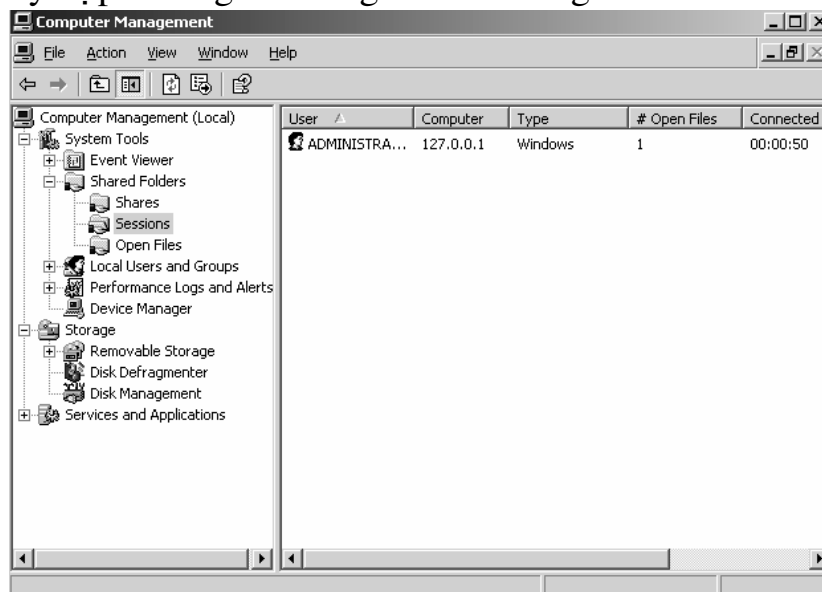 Computer Management
File Action View Window Help
Computer Management (Local)
System Tools
Event Viewer
Shared Folders
Shares
Sessions
Open Files
Local Users and Groups
Performance Logs and Alerts
Device Manager
Storage
Removable Storage
Disk Defragmenter
Disk Management
Services and Applications
User Computer Type # Open Files Connected
ADMINISTRA... 127.0.0.1 Windows 1 00:00:50